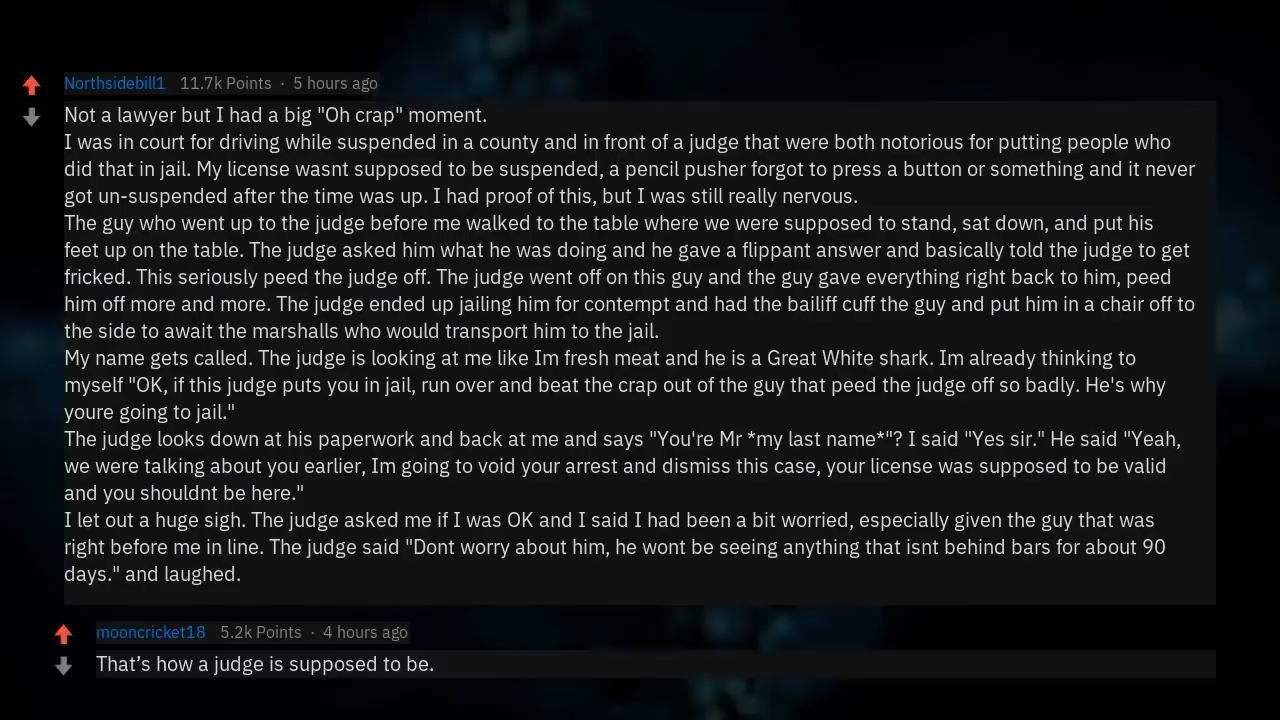 Northsidebill1 11.7k Points · 5 hours ago
Not a lawyer but I had a big "Oh crap" moment.
I was in court for driving while suspended in a county and in front of a judge that were both notorious for putting people who
did that in jail. My license wasnt supposed to be suspended, a pencil pusher forgot to press a button or something and it never
got un-suspended after the time was up. I had proof of this, but I was still really nervous.
The guy who went up to the judge before me walked to the table where we were supposed to stand, sat down, and put his
feet up on the table. The judge asked him what he was doing and he gave a flippant answer and basically told the judge to get
fricked. This seriously peed the judge off. The judge went off on this guy and the guy gave everything right back to him, peed
him off more and more. The judge ended up jailing him for contempt and had the bailiff cuff the guy and put him in a chair off to
the side to await the marshalls who would transport him to the jail.
My name gets called. The judge is looking at me like Im fresh meat and he is a Great White shark. Im already thinking to
myself "OK, if this judge puts you in jail, run over and beat the crap out of the guy that peed the judge off so badly. He's why
youre going to jail."
The judge looks down at his paperwork and back at me and says "You're Mr *my last name*"? I said "Yes sir." He said "Yeah,
we were talking about you earlier, Im going to void your arrest and dismiss this case, your license was supposed to be valid
and you shouldnt be here."
I let out a huge sigh. The judge asked me if I was OK and I said I had been a bit worried, especially given the guy that was
right before me in line. The judge said "Dont worry about him, he wont be seeing anything that isnt behind bars for about 90
days." and laughed.
mooncricket18 5.2k Points · 4 hours ago
That’s how a judge is supposed to be.